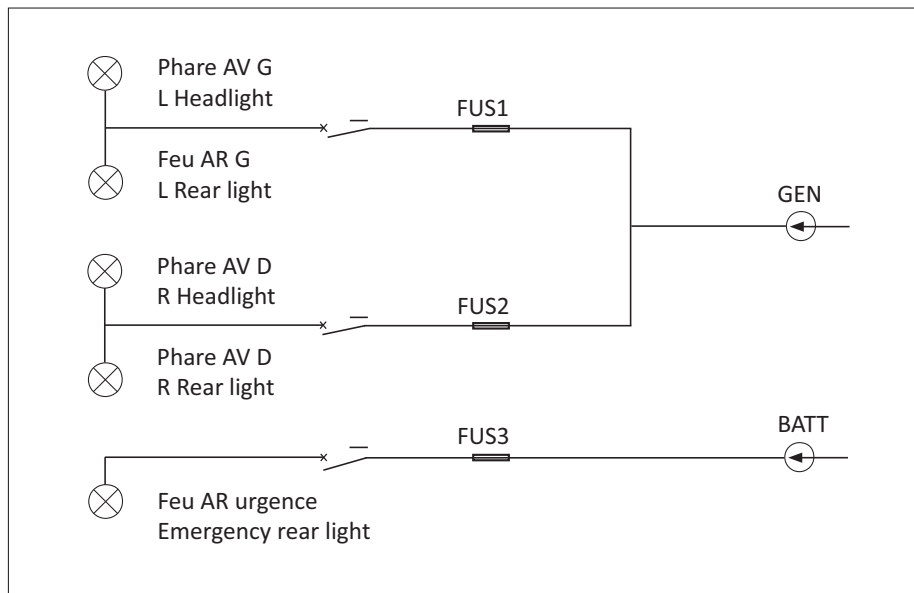 Phare AV G
L Headlight
FUS1
Feu AR G
L Rear light
GEN
Phare AV D
R Headlight
FUS2
Phare AV D
R Rear light
BATT
FUS3
Feu AR urgence
Emergency rear light